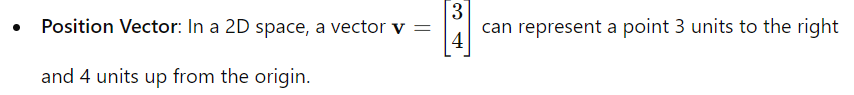 • Position Vector: In a 2D space, a vector v = [3 4] can represent a point 3 units to the right
and 4 units up from the origin.